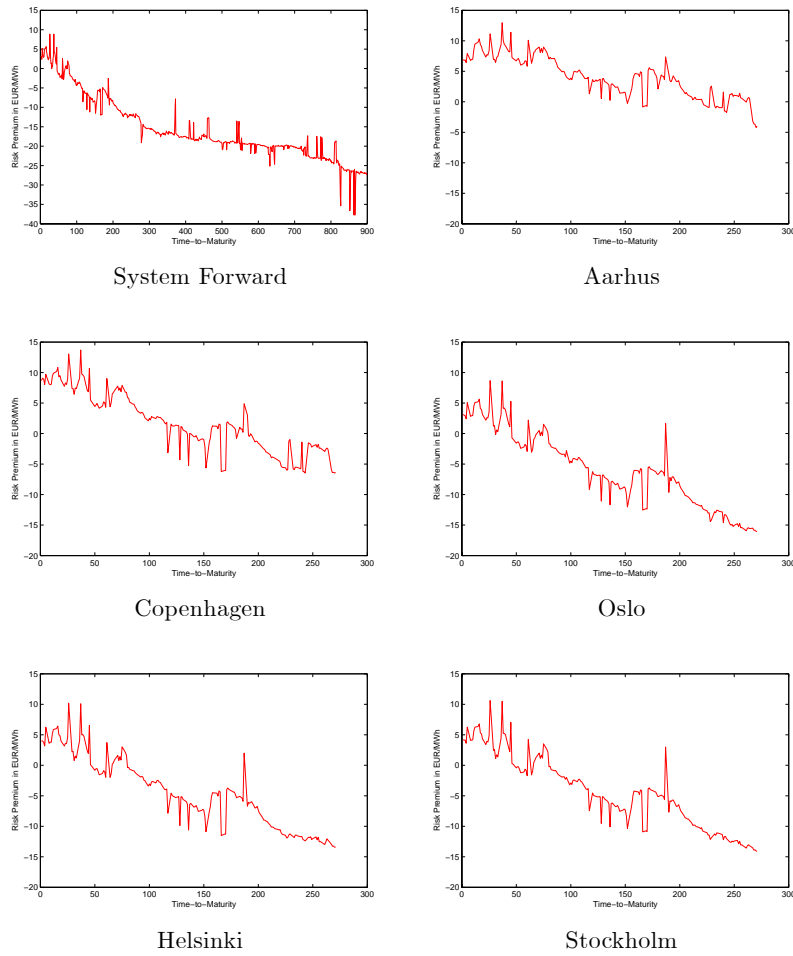 15
10
5
0
−5
−10
−15
−20
−25
−30
−35
−40
0 100 200 300 400 500 600 700 800 900
Risk Premium in EUR/MWh
Time−to−Maturity
System Forward
15
10
5
0
−5
−10
−15
−20
0 50 100 150 200 250 300
Risk Premium in EUR/MWh
Time−to−Maturity
Aarhus
15
10
5
0
−5
−10
−15
−20
0 50 100 150 200 250 300
Risk Premium in EUR/MWh
Time−to−Maturity
Copenhagen
15
10
5
0
−5
−10
−15
−20
0 50 100 150 200 250 300
Risk Premium in EUR/MWh
Time−to−Maturity
Oslo
15
10
5
0
−5
−10
−15
−20
0 50 100 150 200 250 300
Risk Premium in EUR/MWh
Time−to−Maturity
Helsinki
15
10
5
0
−5
−10
−15
−20
0 50 100 150 200 250 300
Risk Premium in EUR/MWh
Time−to−Maturity
Stockholm